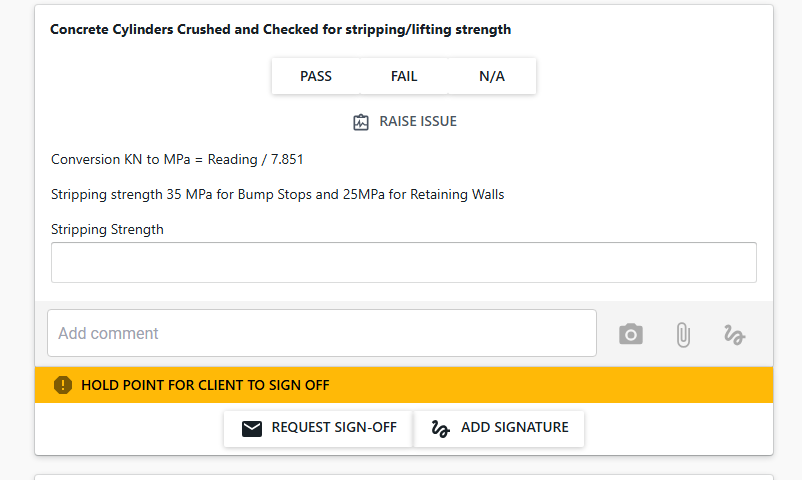 Concrete Cylinders Crushed and Checked for stripping/lifting strength
PASS FAIL N/A
RAISE ISSUE
Conversion KN to MPa = Reading / 7.851
Stripping strength 35 MPa for Bump Stops and 25MPa for Retaining Walls
Stripping Strength
Add comment
HOLD POINT FOR CLIENT TO SIGN OFF
REQUEST SIGN-OFF ADD SIGNATURE